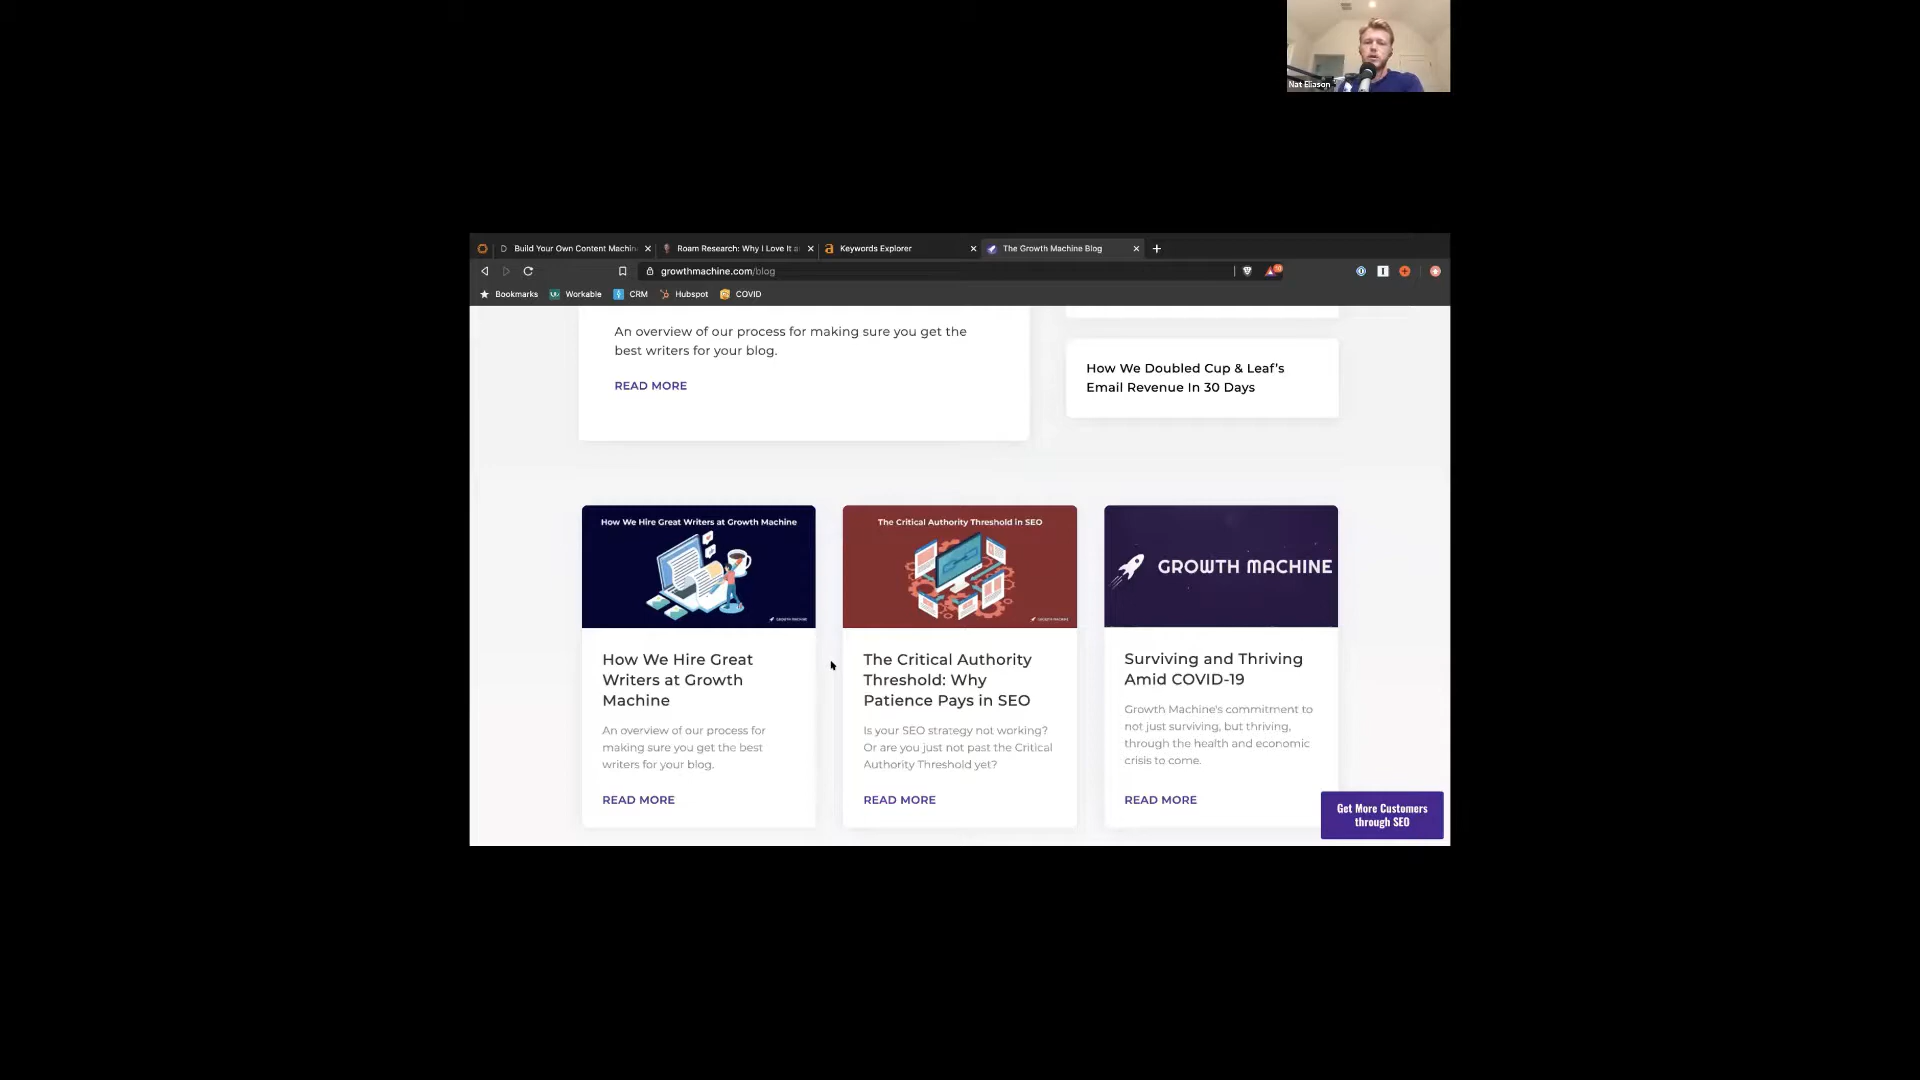 Nat Eliason
Build Your Own Content Machin
Roam Research: Why I Love It a
Keywords Explorer
The Growth Machine Blog
growthmachine.com/blog
Bookmarks
Workable
CRM
Hubspot
COVID
An overview of our process for making sure you get the
best writers for your blog.
READ MORE
How We Doubled Cup & Leaf's
Email Revenue In 30 Days
How We Hire Great Writers at Growth Machine
GROWTH MACHINE
The Critical Authority Threshold in SEO
GROWTH MACHINE
GROWTH MACHINE
How We Hire Great
Writers at Growth
Machine
An overview of our process for
making sure you get the best
writers for your blog.
READ MORE
The Critical Authority
Threshold: Why
Patience Pays in SEO
Is your SEO strategy not working?
Or are you just not past the Critical
Authority Threshold yet?
READ MORE
Surviving and Thriving
Amid COVID-19
Growth Machine's commitment to
not just surviving, but thriving,
through the health and economic
crisis to come.
READ MORE
Get More Customers
through SEO